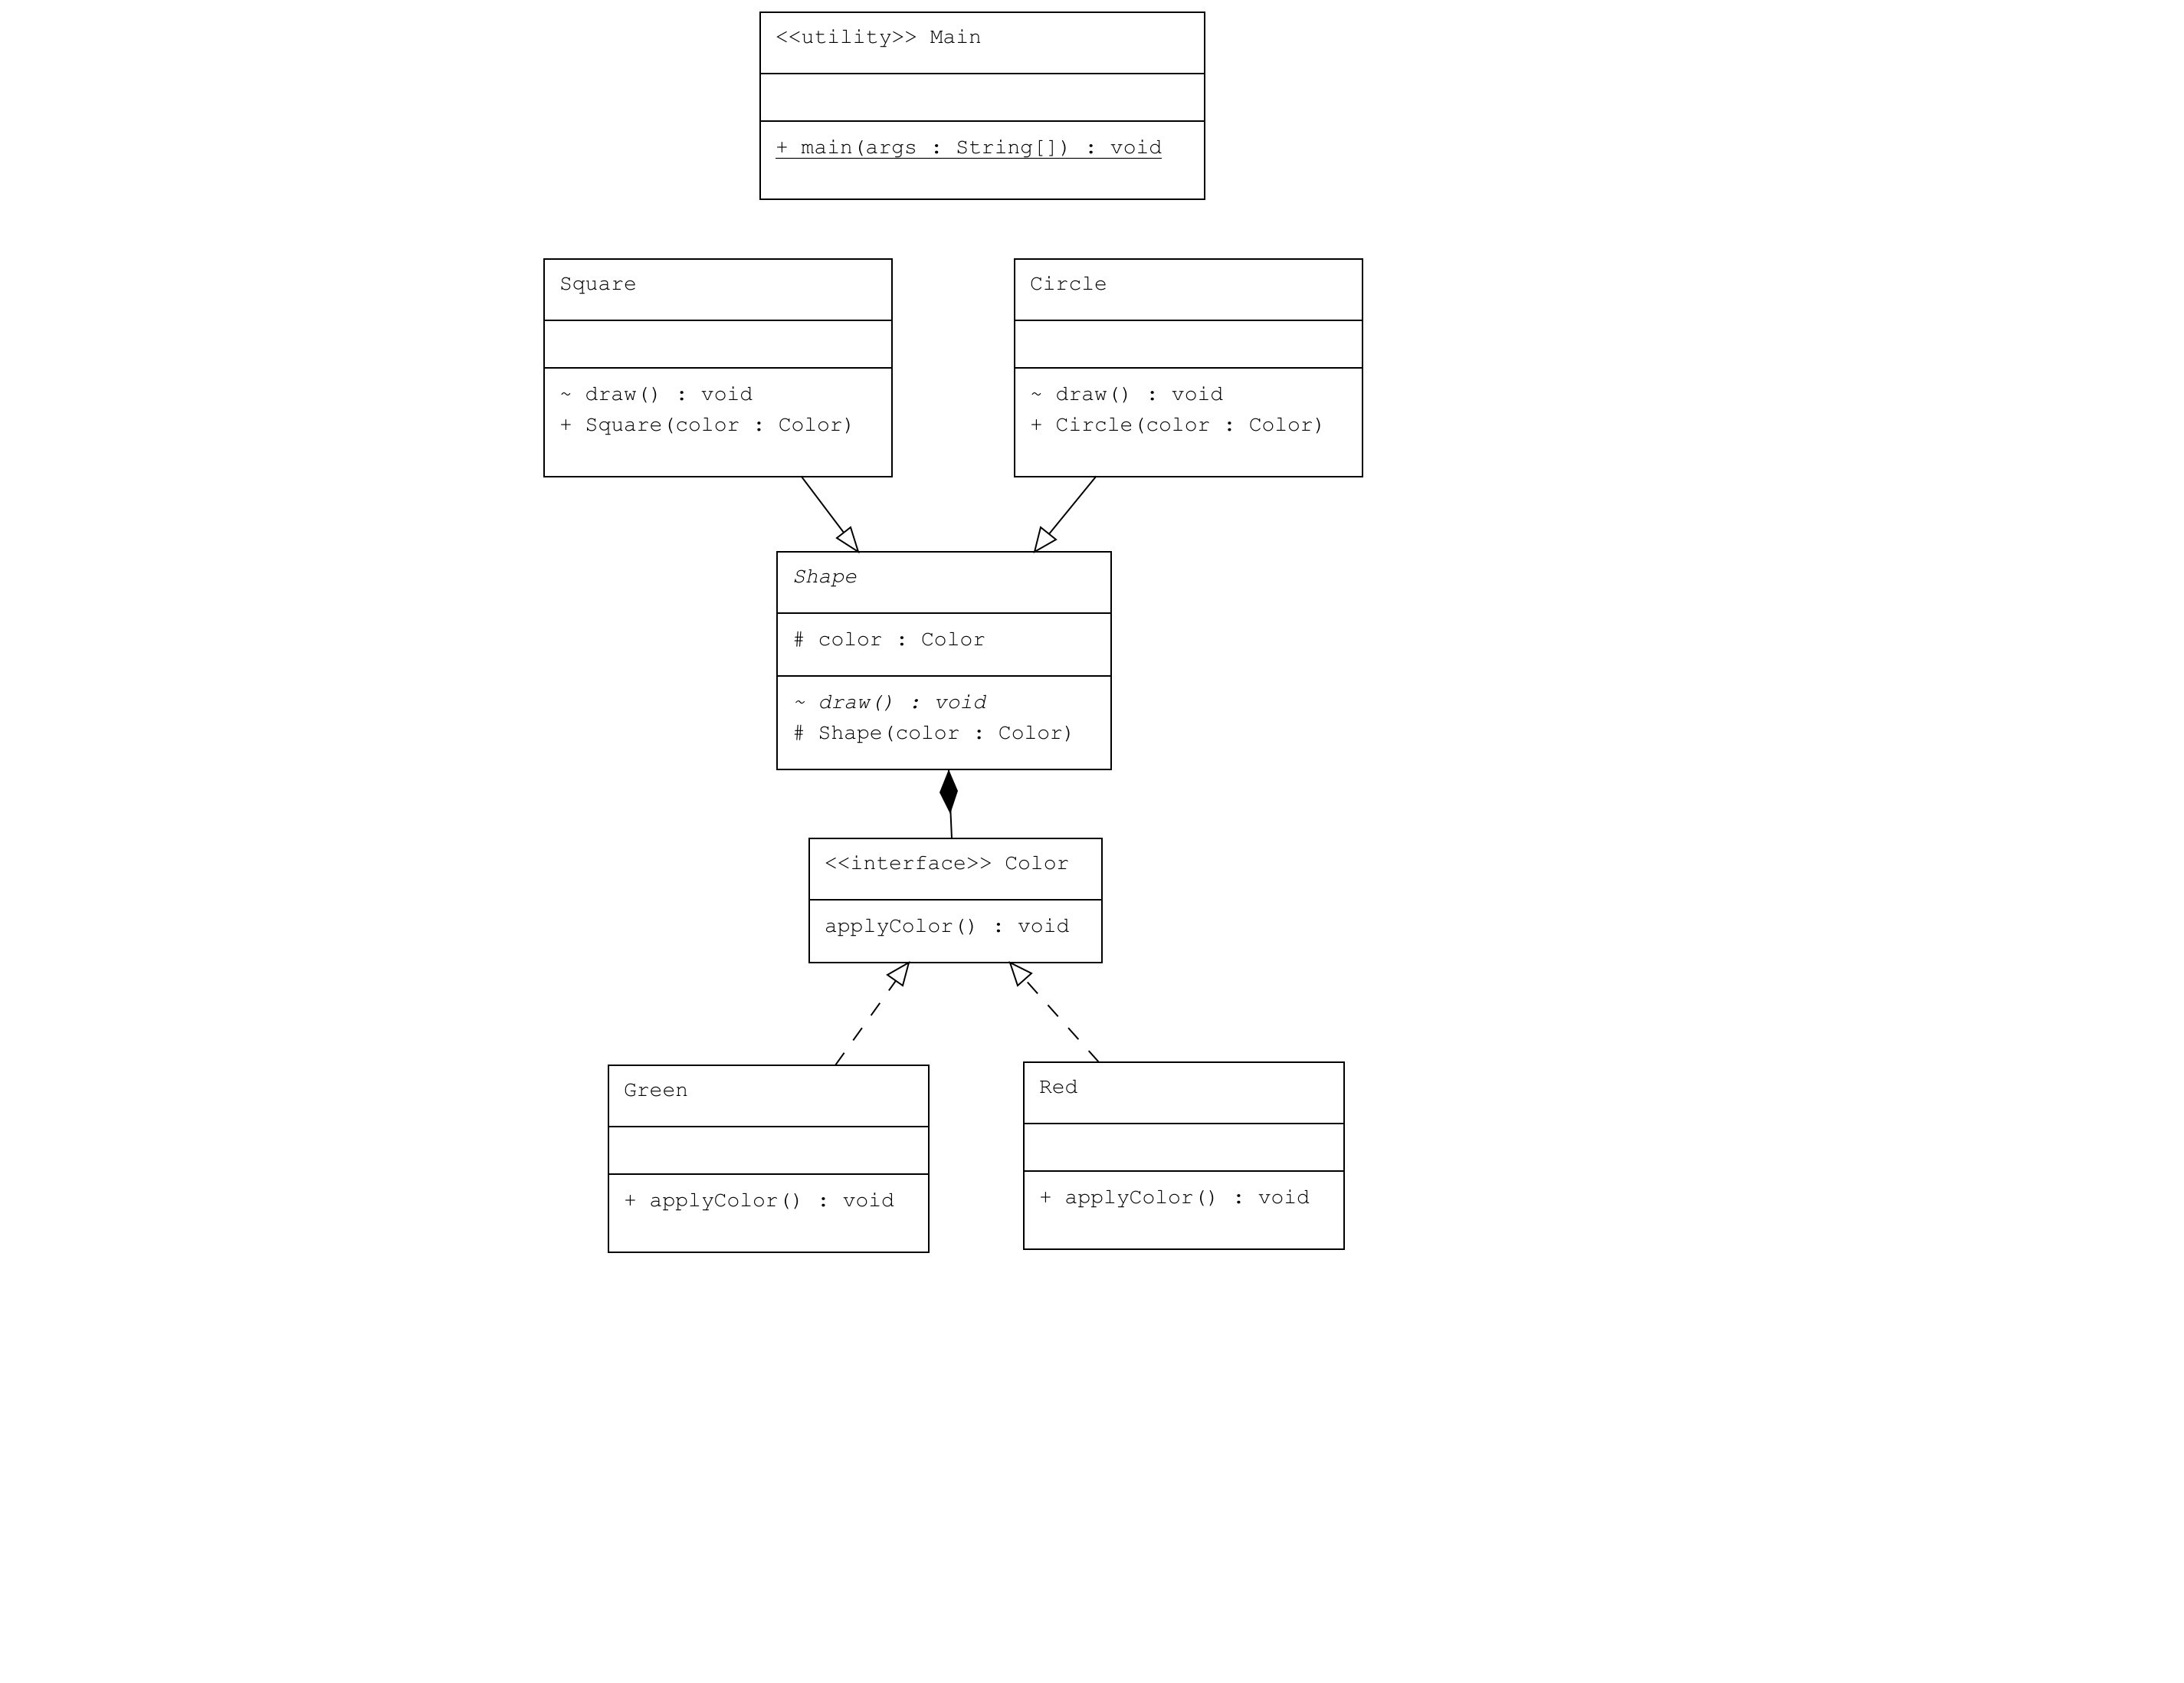 <<utility>> Main
+ main(args : String[]) : void
Square
~ draw() : void
+ Square(color : Color)
Circle
~ draw() : void
+ Circle(color : Color)
Shape
# color : Color
~ draw() : void
# Shape(color : Color)
<<interface>> Color
applyColor() : void
Green
+ applyColor() : void
Red
+ applyColor() : void